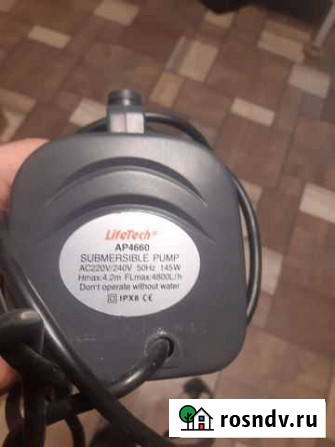 LifeTech®
AP4660
SUBMERSIBLE PUMP
AC220V/240V 50Hz 145W
Hmax:4.2m FLmax:4800L/h
Don't operate without water
IPX8 CE
rosndv.ru